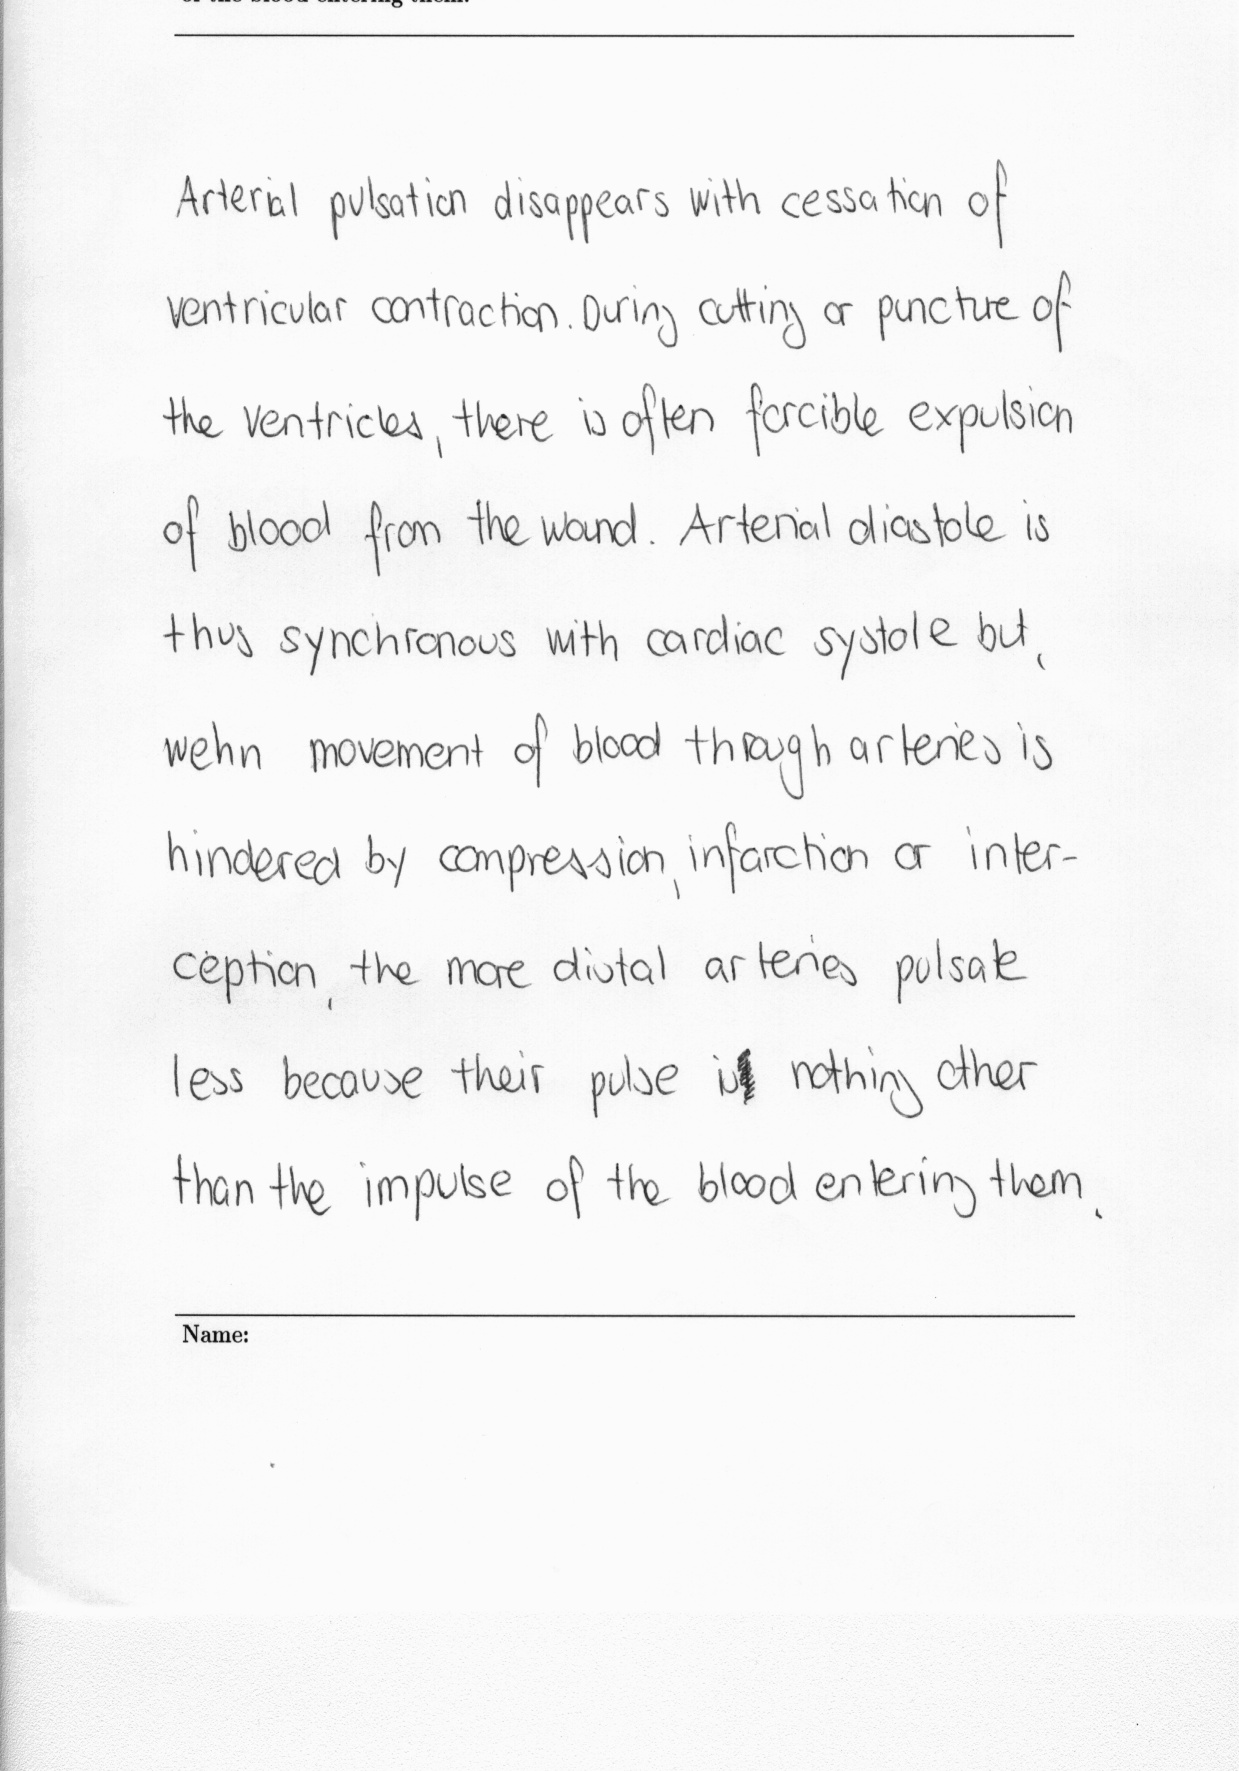 of the blood entering them.
Arterial pulsation disappears with cessation of
ventricular contraction. During cutting or puncture of
the ventricles, there is often forcible expulsion
of blood from the wound. Arterial diastole is
thus synchronous with cardiac systole but,
wehn movement of blood through arteries is
hindered by compression, infarction or inter-
ception, the more distal arteries pulsate
less because their pulse is nothing other
than the impulse of the blood entering them.
Name: